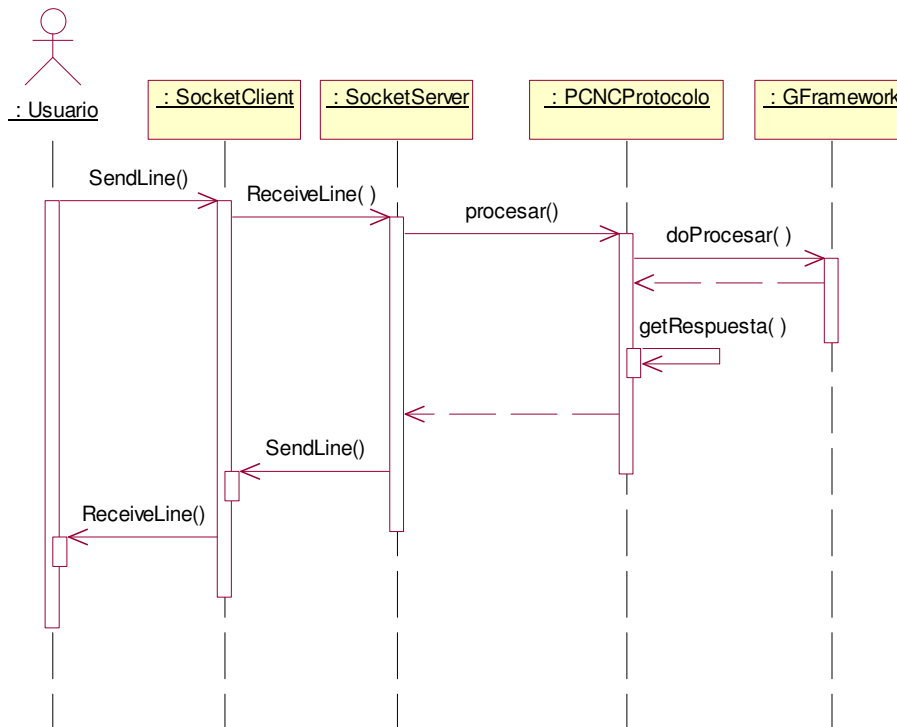 : Usuario
: SocketClient
: SocketServer
: PCNCProtocolo
: GFramework
SendLine()
ReceiveLine( )
procesar()
doProcesar( )
getRespuesta( )
SendLine()
ReceiveLine()